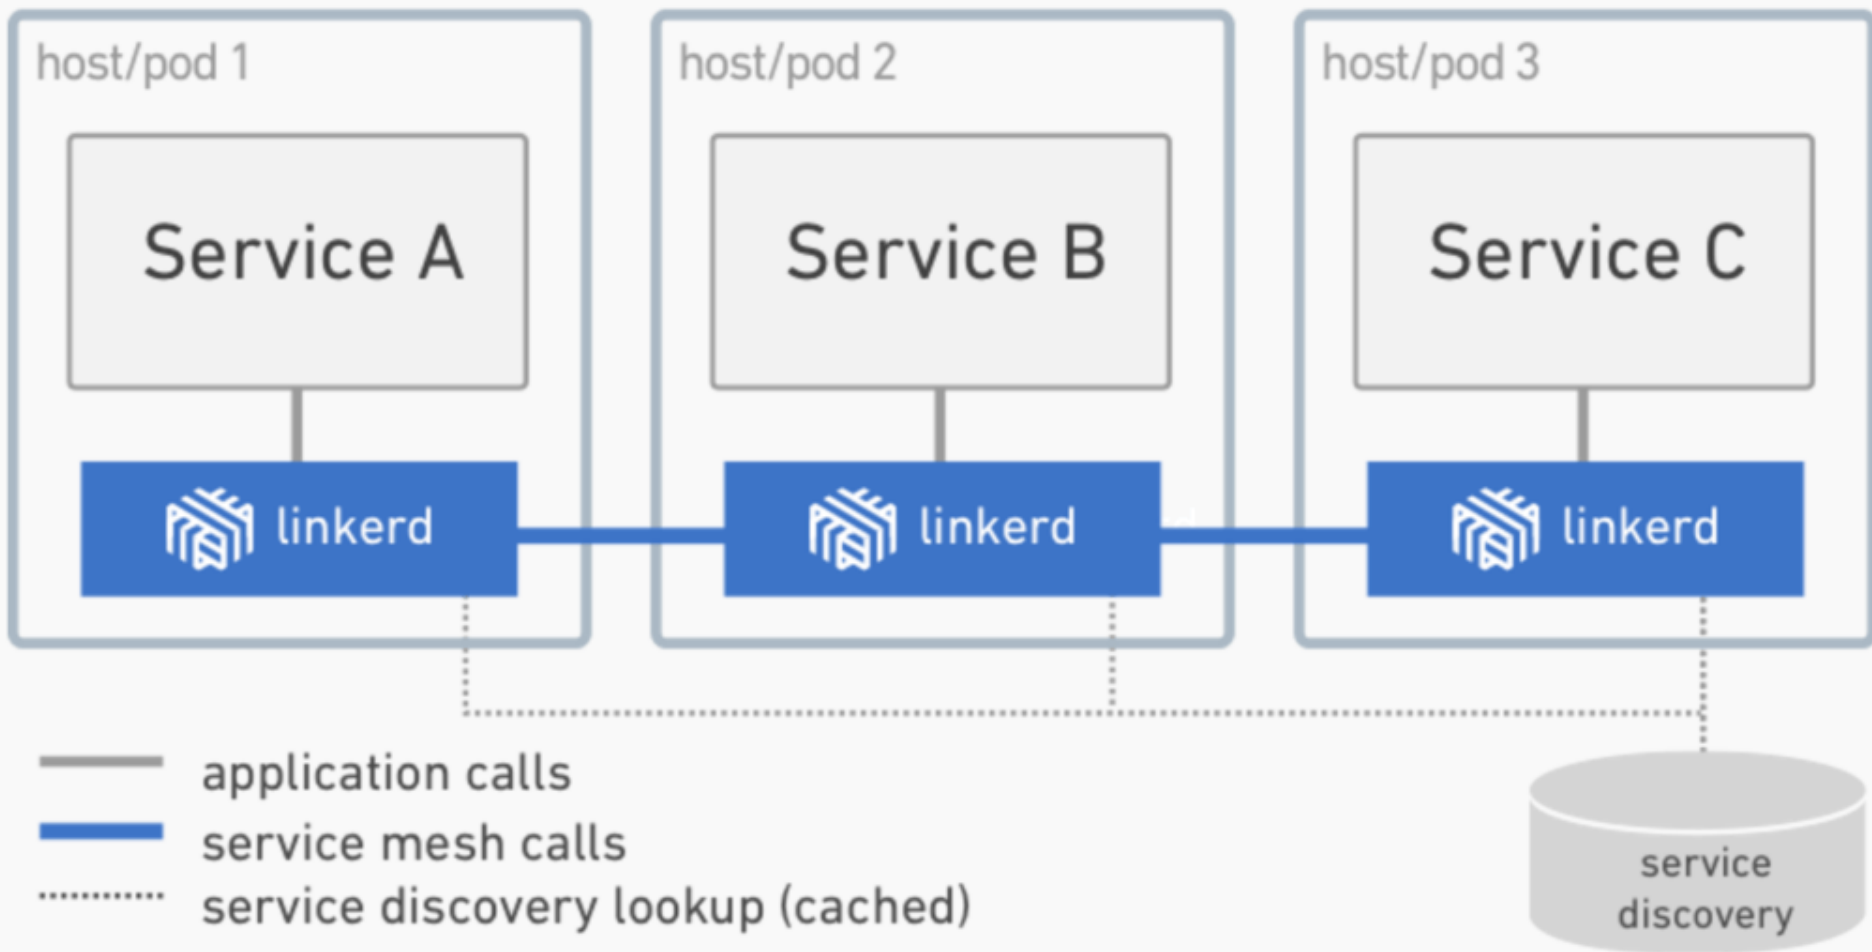 host/pod 1
host/pod 2
host/pod 3
Service A
Service B
Service C
linkerd
linkerd
linkerd
application calls
service mesh calls
service discovery lookup (cached)
service
discovery